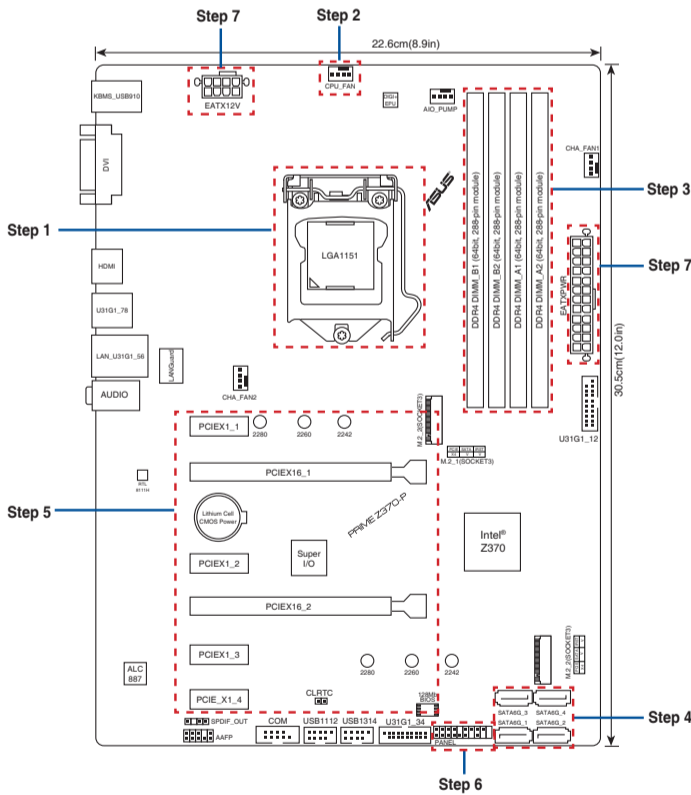 Step 7
Step 2
22.6cm(8.9in)
KBMS_USB910
EATX12V
CPU_FAN
DIGI+
EPU
AIO_PUMP
DVI
CHA_FAN1
ASUS
Step 3
Step 1
LGA1151
DDR4 DIMM_B1 (64bit, 288-pin module)
DDR4 DIMM_B2 (64bit, 288-pin module)
DDR4 DIMM_A1 (64bit, 288-pin module)
DDR4 DIMM_A2 (64bit, 288-pin module)
Step 7
EATXPWR
HDMI
U31G1_78
30.5cm(12.0in)
LAN_U31G1_56
LANGuard
AUDIO
CHA_FAN2
U31G1_12
PCIEX1_1
2280
2260
2242
M.2_1(SOCKET3)
PCIEX16_1
Step 5
Lithium Cell
CMOS Power
PRIME Z370-P
Intel®
Z370
Super
I/O
PCIEX1_2
PCIEX16_2
PCIEX1_3
2280
2260
2242
M.2_2(SOCKET3)
ALC
887
PCIE_X1_4
CLRTC
128Mb
BIOS
SATA6G_3
SATA6G_4
SATA6G_1
SATA6G_2
Step 4
SPDIF_OUT
AAFP
COM
USB1112
USB1314
U31G1_34
PANEL
Step 6